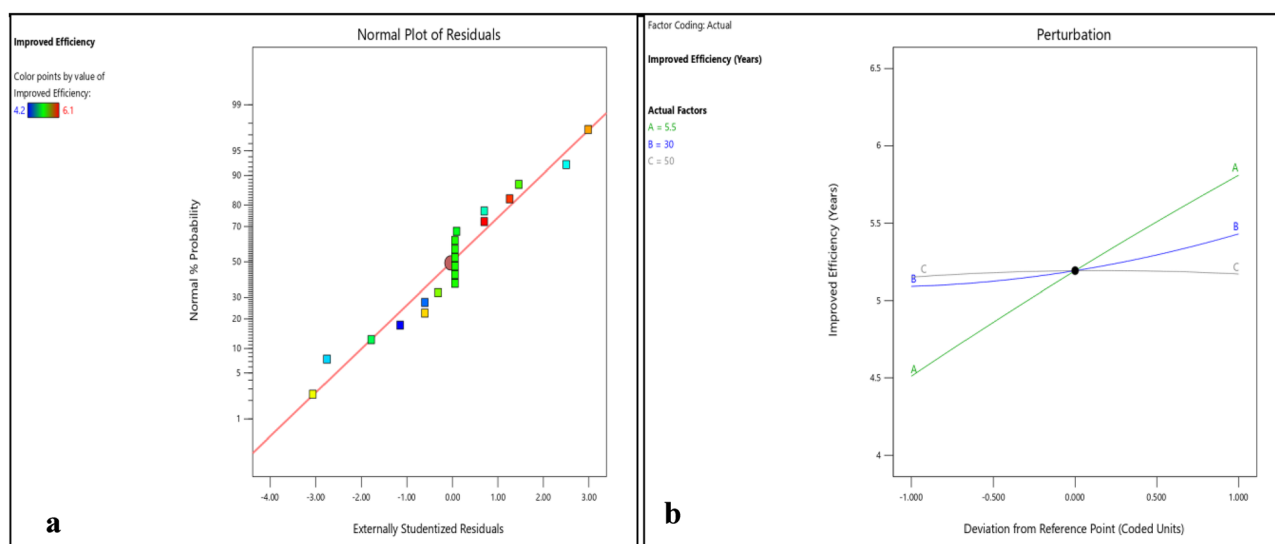 Improved Efficiency
Color points by value of
Improved Efficiency:
4.2 6.1
Normal Plot of Residuals
Normal % Probability
99
95
90
80
70
50
30
20
10
5
1
-4.00 -3.00 -2.00 -1.00 0.00 1.00 2.00 3.00
Externally Studentized Residuals
a
Factor Coding: Actual
Improved Efficiency (Years)
Actual Factors
A = 5.5
B = 30
C = 50
Perturbation
Improved Efficiency (Years)
6.5
6
5.5
5
4.5
4
A
B
C
C
B
A
-1.000 -0.500 0.000 0.500 1.000
Deviation from Reference Point (Coded Units)
b